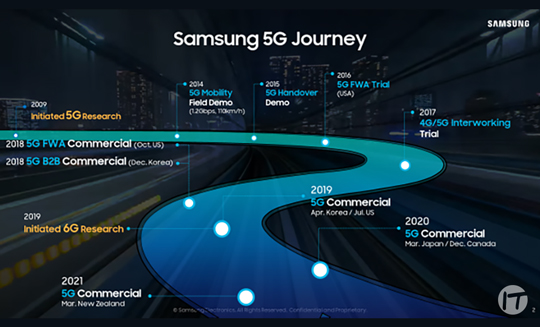 SAMSUNG
Samsung 5G Journey
2009
Initiated 5G Research
2014
5G Mobility
Field Demo
(1.2Gbps, 110km/h)
2015
5G Handover
Demo
2016
5G FWA Trial
(USA)
2017
4G/5G Interworking
Trial
2018 5G FWA Commercial (Oct. US)
2018 5G B2B Commercial (Dec. Korea)
2019
5G Commercial
Apr. Korea / Jul. US
2019
Initiated 6G Research
2020
5G Commercial
Mar. Japan / Dec. Canada
2021
5G Commercial
Mar. New Zealand
© Samsung Electronics. All Rights Reserved. Confidential and Proprietary.
IT
2